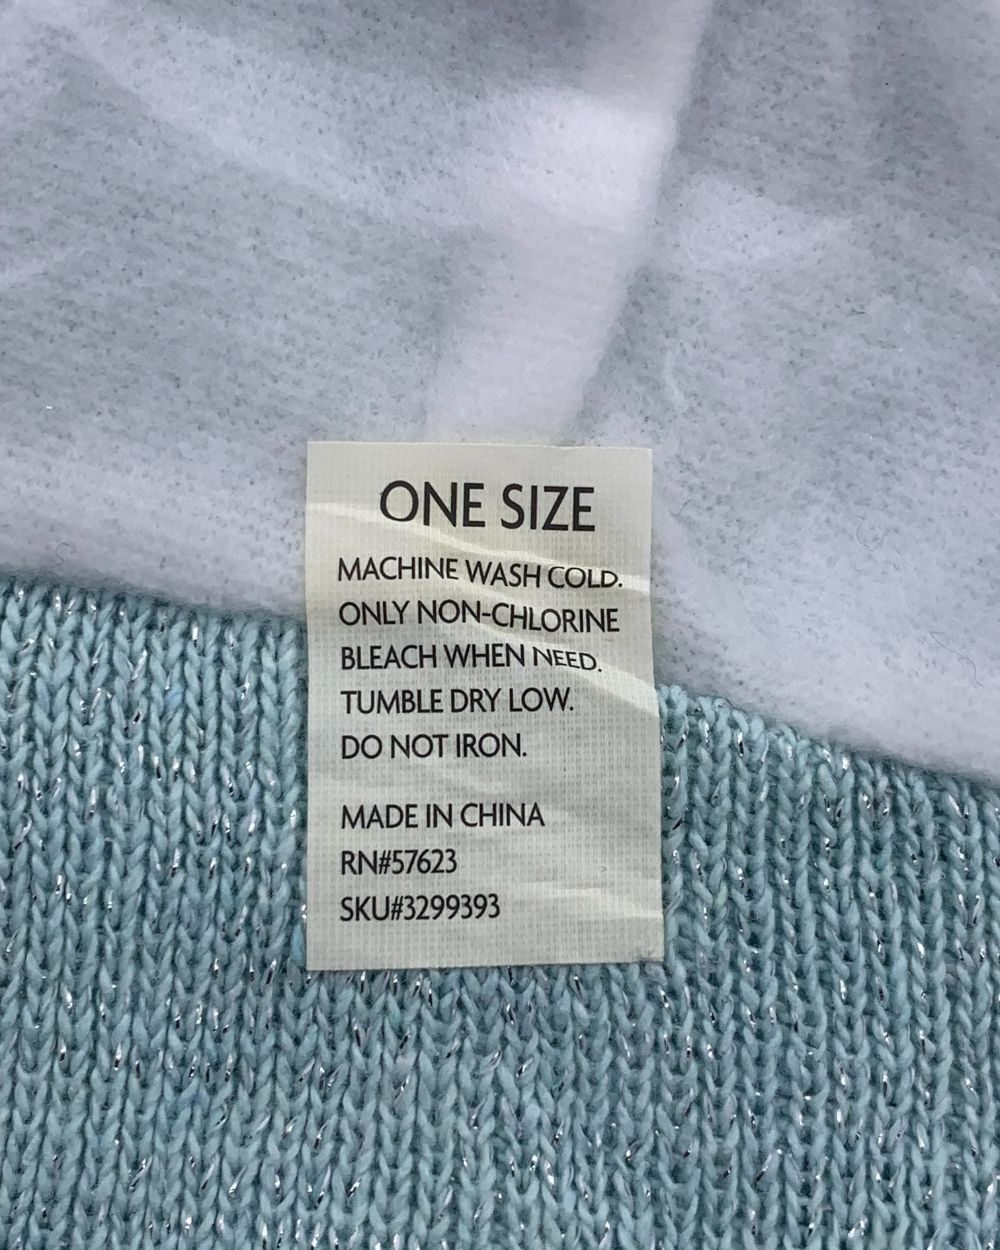 ONE SIZE
MACHINE WASH COLD.
ONLY NON-CHLORINE
BLEACH WHEN NEED.
TUMBLE DRY LOW.
DO NOT IRON.
MADE IN CHINA
RN#57623
SKU#3299393